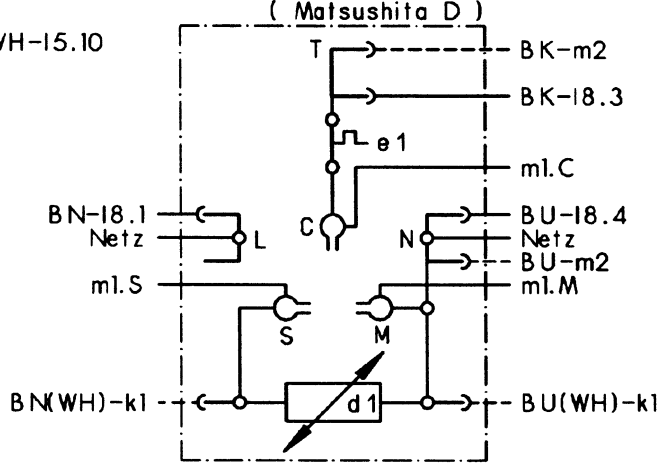 ( Matsushita D )
WH-15.10
T
BK-m2
BK-18.3
e1
m1.C
BN-18.1
C
BU-18.4
Netz
L
N
Netz
BU-m2
m1.S
m1.M
S
M
BN(WH)-k1
d1
BU(WH)-k1